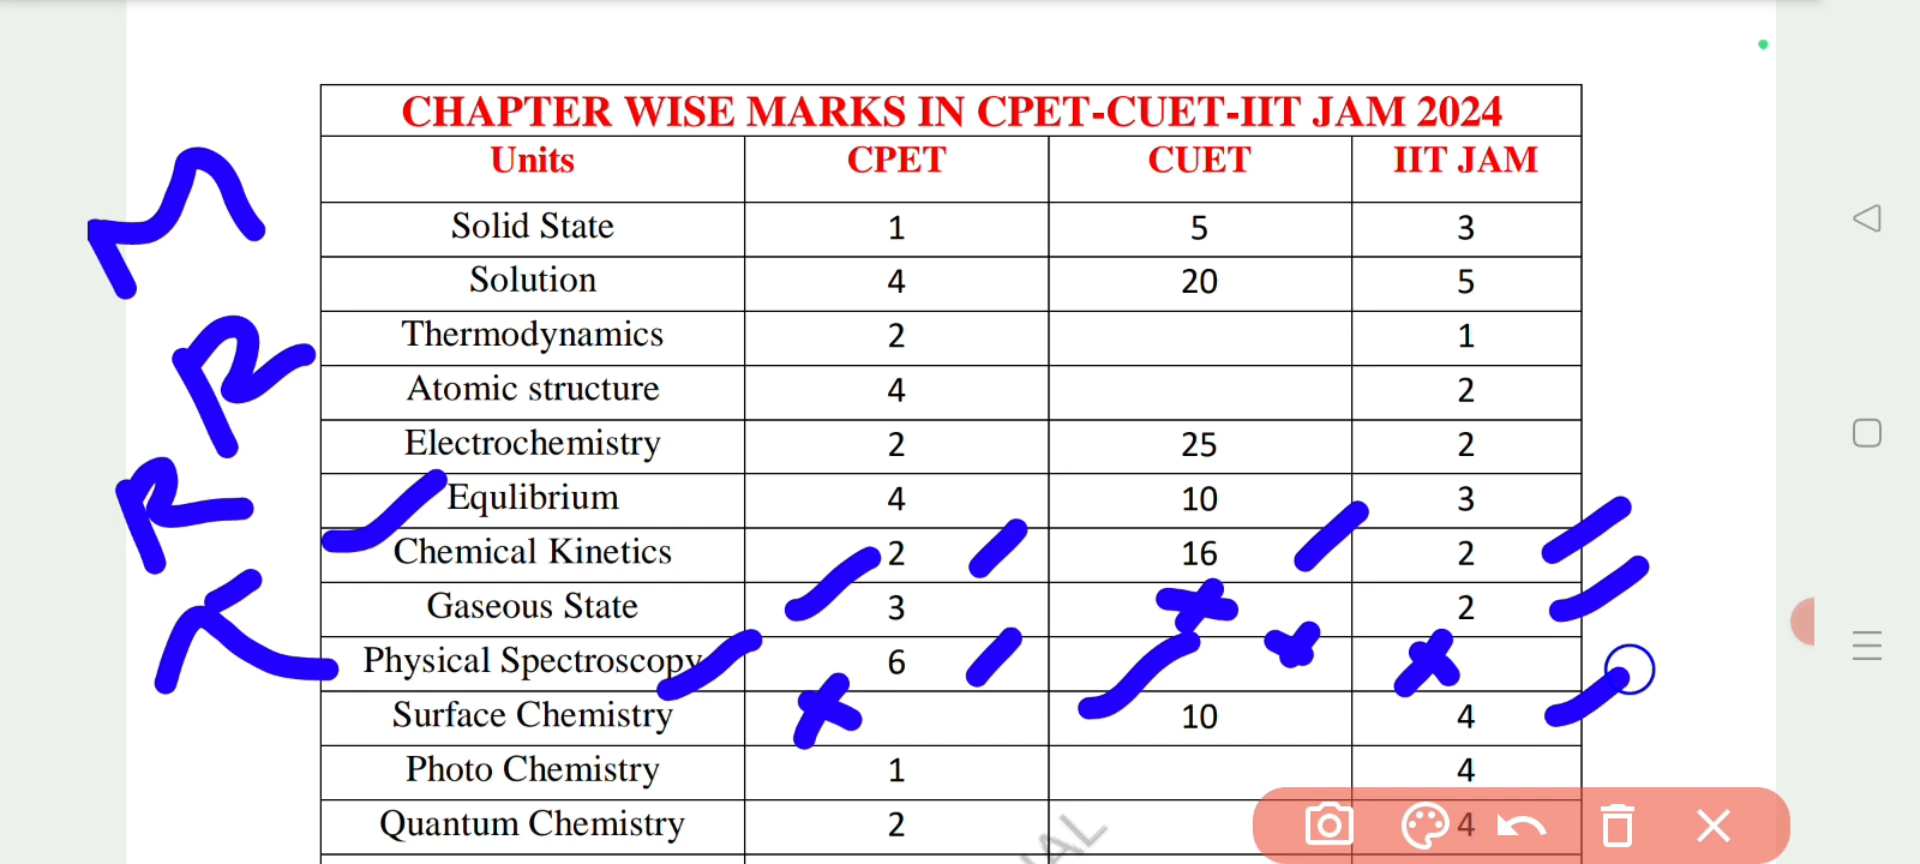 CHAPTER WISE MARKS IN CPET-CUET-IIT JAM 2024
Units CPET CUET IIT JAM
Solid State 1 5 3
Solution 4 20 5
Thermodynamics 2 1
Atomic structure 4 2
Electrochemistry 2 25 2
Equlibrium 4 10 3
Chemical Kinetics 2 16 2
Gaseous State 3 2
Physical Spectroscopy 6
Surface Chemistry 10 4
Photo Chemistry 1 4
Quantum Chemistry 2 4